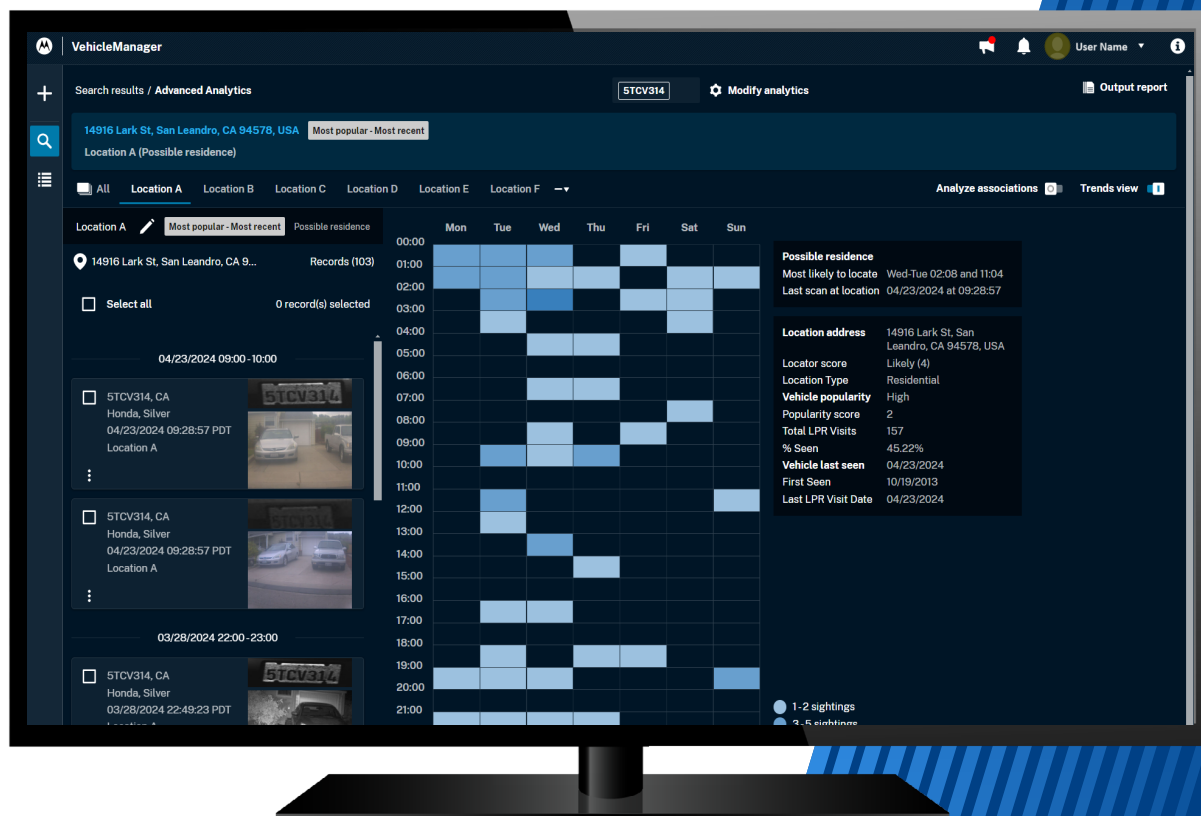 VehicleManager
User Name
Search results / Advanced Analytics
5TCV314
Modify analytics
Output report
14916 Lark St, San Leandro, CA 94578, USA Most popular - Most recent
Location A (Possible residence)
All Location A Location B Location C Location D Location E Location F
Analyze associations Trends view
Location A Most popular - Most recent Possible residence
14916 Lark St, San Leandro, CA 9... Records (103)
Select all 0 record(s) selected
04/23/2024 09:00 - 10:00
5TCV314, CA
Honda, Silver
04/23/2024 09:28:57 PDT
Location A
5TCV314
5TCV314, CA
Honda, Silver
04/23/2024 09:28:57 PDT
Location A
5TCV314
03/28/2024 22:00 - 23:00
5TCV314, CA
Honda, Silver
03/28/2024 22:49:23 PDT
Location A
5TCV314
Mon Tue Wed Thu Fri Sat Sun
00:00
01:00
02:00
03:00
04:00
05:00
06:00
07:00
08:00
09:00
10:00
11:00
12:00
13:00
14:00
15:00
16:00
17:00
18:00
19:00
20:00
21:00
Possible residence
Most likely to locate Wed-Tue 02:08 and 11:04
Last scan at location 04/23/2024 at 09:28:57
Location address 14916 Lark St, San
Leandro, CA 94578, USA
Locator score Likely (4)
Location Type Residential
Vehicle popularity High
Popularity score 2
Total LPR Visits 157
% Seen 45.22%
Vehicle last seen 04/23/2024
First Seen 10/19/2013
Last LPR Visit Date 04/23/2024
1-2 sightings
3-5 sightings